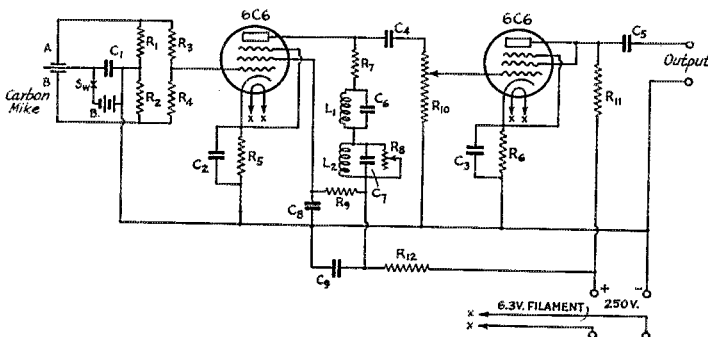 6C6
6C6
A
B
Carbon
Mike
C1
R1
R3
Sw
B.
R2
R4
C4
C5
R7
L1
C6
R10
R11
Output
L2
R8
C7
C2
R5
C3
R6
C8
R9
C9
R12
+
−
x x
x x
6.3V. FILAMENT
250V.
x
x